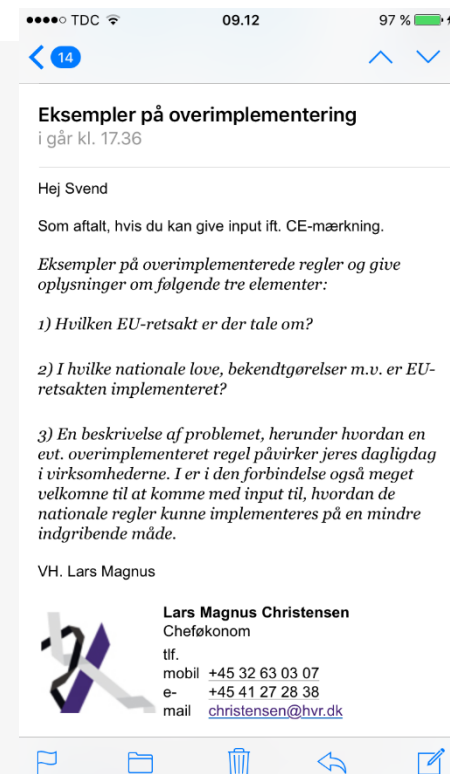 TDC 09.12 97 %
14
Eksempler på overimplementering
i går kl. 17.36
Hej Svend
Som aftalt, hvis du kan give input ift. CE-mærkning.
Eksempler på overimplementerede regler og give
oplysninger om følgende tre elementer:
1) Hvilken EU-retsakt er der tale om?
2) I hvilke nationale love, bekendtgørelser m.v. er EU-
retsakten implementeret?
3) En beskrivelse af problemet, herunder hvordan en
evt. overimplementeret regel påvirker jeres dagligdag
i virksomhederne. I er i den forbindelse også meget
velkomne til at komme med input til, hvordan de
nationale regler kunne implementeres på en mindre
indgribende måde.
VH. Lars Magnus
Lars Magnus Christensen
Cheføkonom
tlf.
mobil +45 32 63 03 07
e- +45 41 27 28 38
mail christensen@hvr.dk